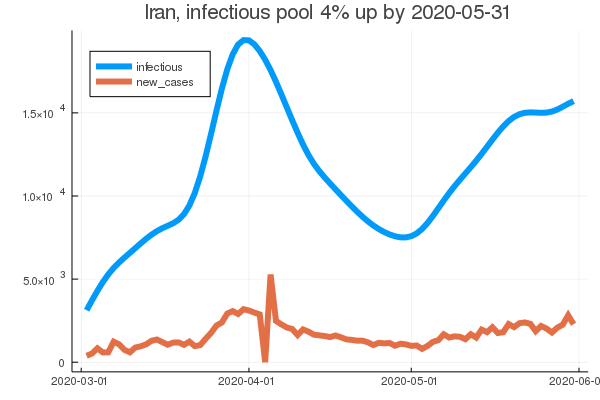 Iran, infectious pool 4% up by 2020-05-31
infectious
new_cases
1.5×10⁴
1.0×10⁴
5.0×10³
0
2020-03-01 2020-04-01 2020-05-01 2020-06-0